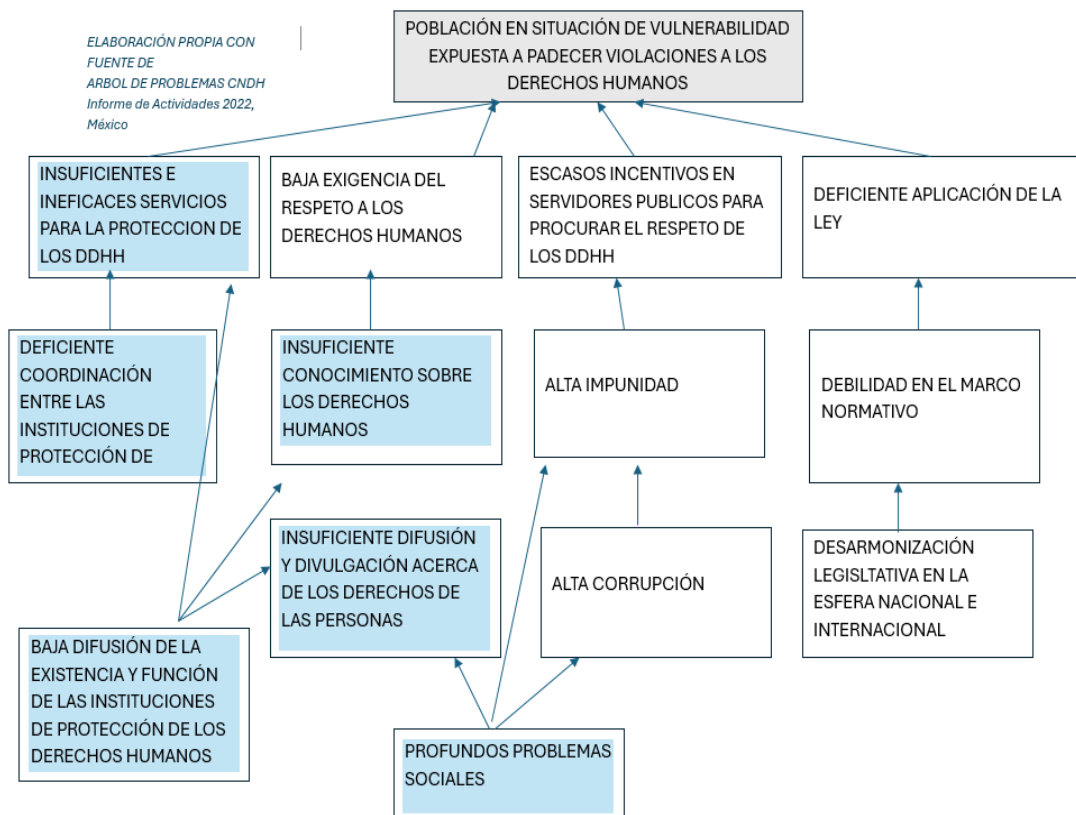 ELABORACIÓN PROPIA CON
FUENTE DE
ARBOL DE PROBLEMAS CNDH
Informe de Actividades 2022,
México
POBLACIÓN EN SITUACIÓN DE VULNERABILIDAD
EXPUESTA A PADECER VIOLACIONES A LOS
DERECHOS HUMANOS
INSUFICIENTES E
INEFICACES SERVICIOS
PARA LA PROTECCION DE
LOS DDHH
BAJA EXIGENCIA DEL
RESPETO A LOS
DERECHOS HUMANOS
ESCASOS INCENTIVOS EN
SERVIDORES PUBLICOS PARA
PROCURAR EL RESPETO DE
LOS DDHH
DEFICIENTE APLICACIÓN DE LA
LEY
DEFICIENTE
COORDINACIÓN
ENTRE LAS
INSTITUCIONES DE
PROTECCIÓN DE
INSUFICIENTE
CONOCIMIENTO SOBRE
LOS DERECHOS
HUMANOS
ALTA IMPUNIDAD
DEBILIDAD EN EL MARCO
NORMATIVO
INSUFICIENTE DIFUSIÓN
Y DIVULGACIÓN ACERCA
DE LOS DERECHOS DE
LAS PERSONAS
ALTA CORRUPCIÓN
DESARMONIZACIÓN
LEGISLTATIVA EN LA
ESFERA NACIONAL E
INTERNACIONAL
BAJA DIFUSIÓN DE LA
EXISTENCIA Y FUNCIÓN
DE LAS INSTITUCIONES
DE PROTECCIÓN DE LOS
DERECHOS HUMANOS
PROFUNDOS PROBLEMAS
SOCIALES